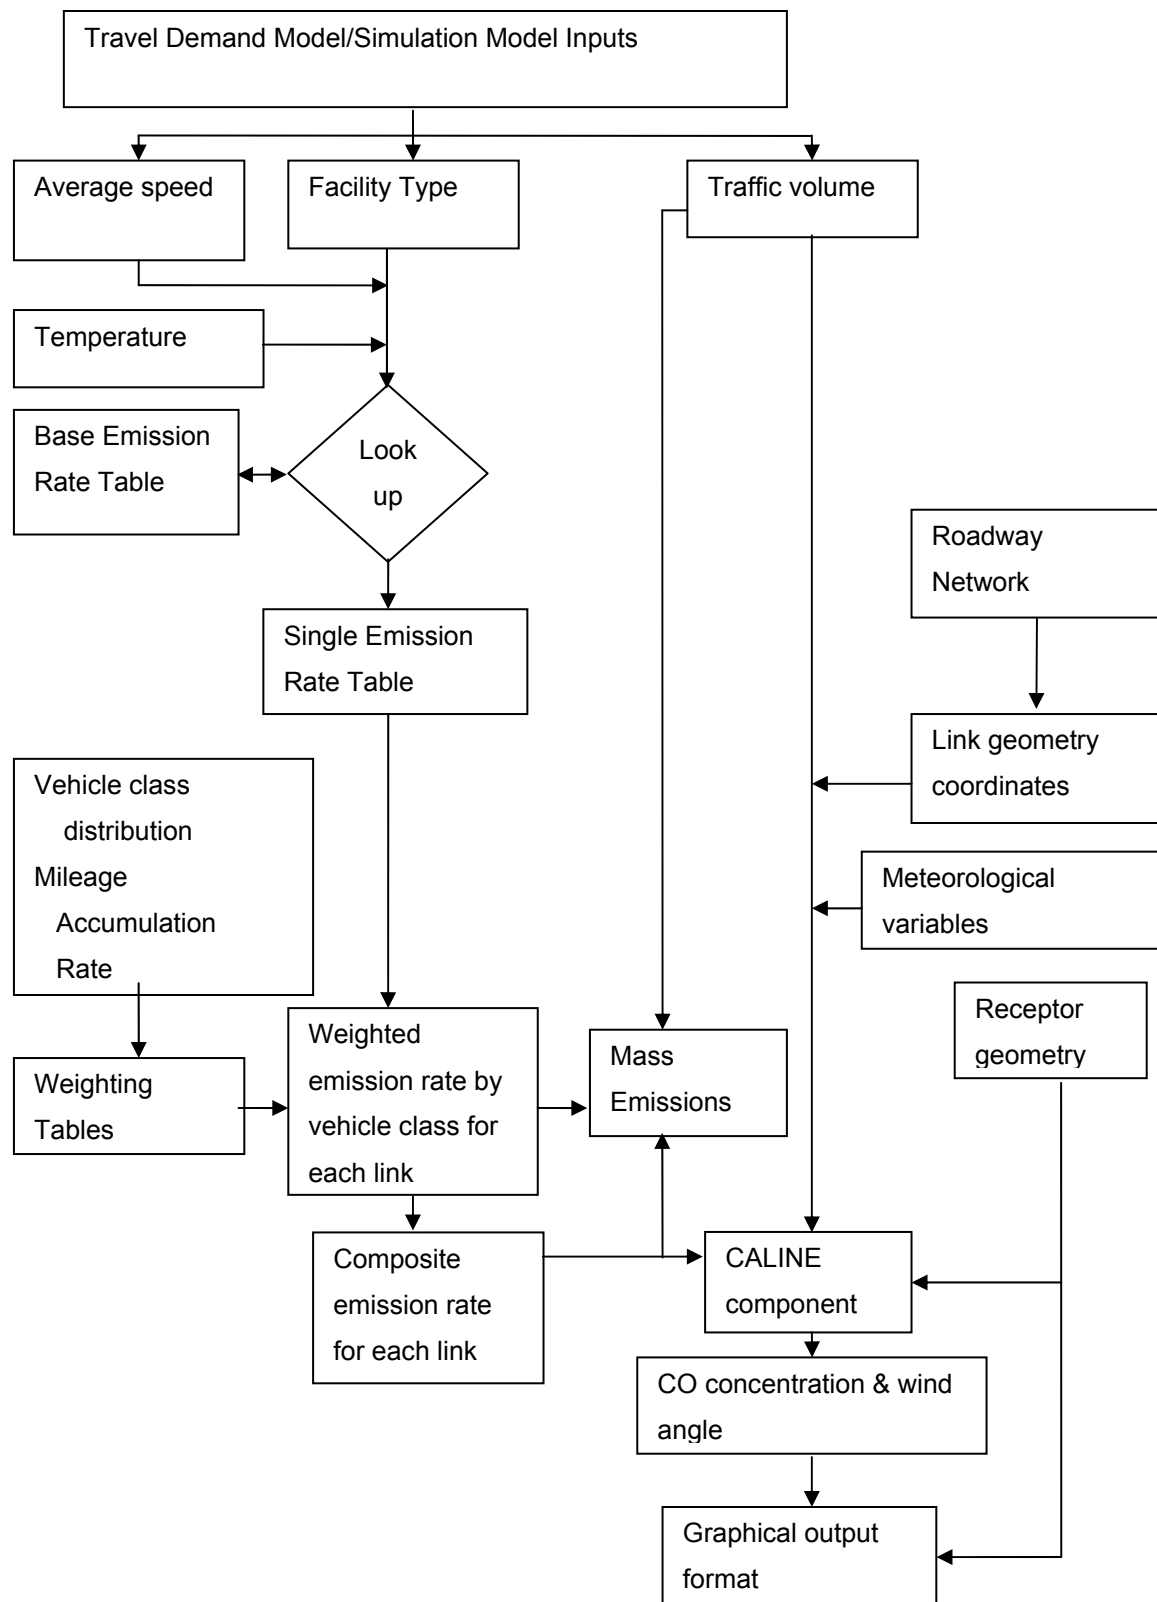 Travel Demand Model/Simulation Model Inputs
Average speed
Facility Type
Traffic volume
Temperature
Base Emission
Rate Table
Look
up
Roadway
Network
Single Emission
Rate Table
Link geometry
coordinates
Vehicle class
distribution
Mileage
Accumulation
Rate
Meteorological
variables
Receptor
geometry
Weighting
Tables
Weighted
emission rate by
vehicle class for
each link
Mass
Emissions
Composite
emission rate
for each link
CALINE
component
CO concentration & wind
angle
Graphical output
format